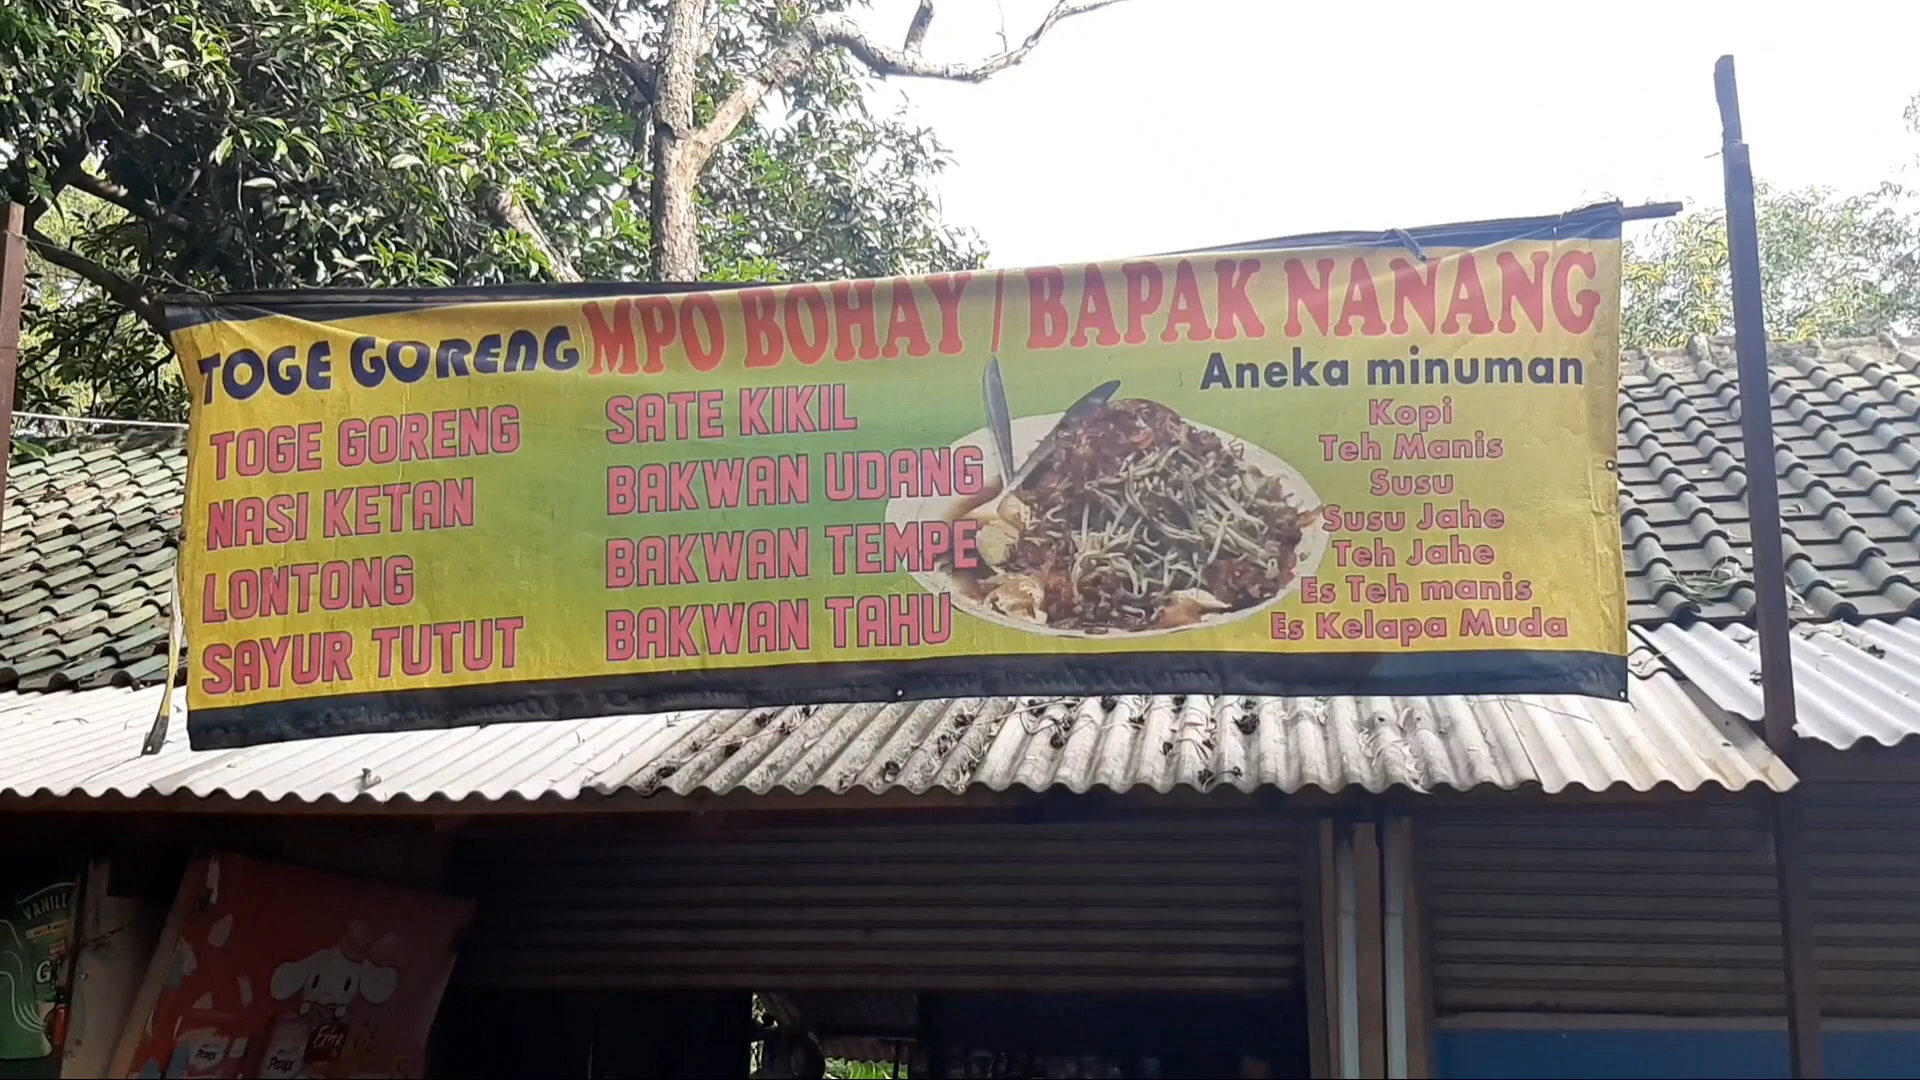 TOGE GORENG MPO BOHAY / BAPAK NANANG
TOGE GORENG
NASI KETAN
LONTONG
SAYUR TUTUT
SATE KIKIL
BAKWAN UDANG
BAKWAN TEMPE
BAKWAN TAHU
Aneka minuman
Kopi
Teh Manis
Susu
Susu Jahe
Teh Jahe
Es Teh manis
Es Kelapa Muda
Extra